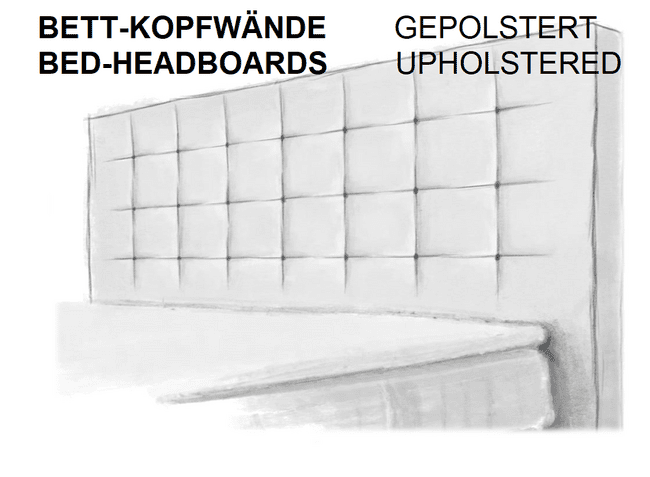 BETT-KOPFWÄNDE GEPOLSTERT
BED-HEADBOARDS UPHOLSTERED